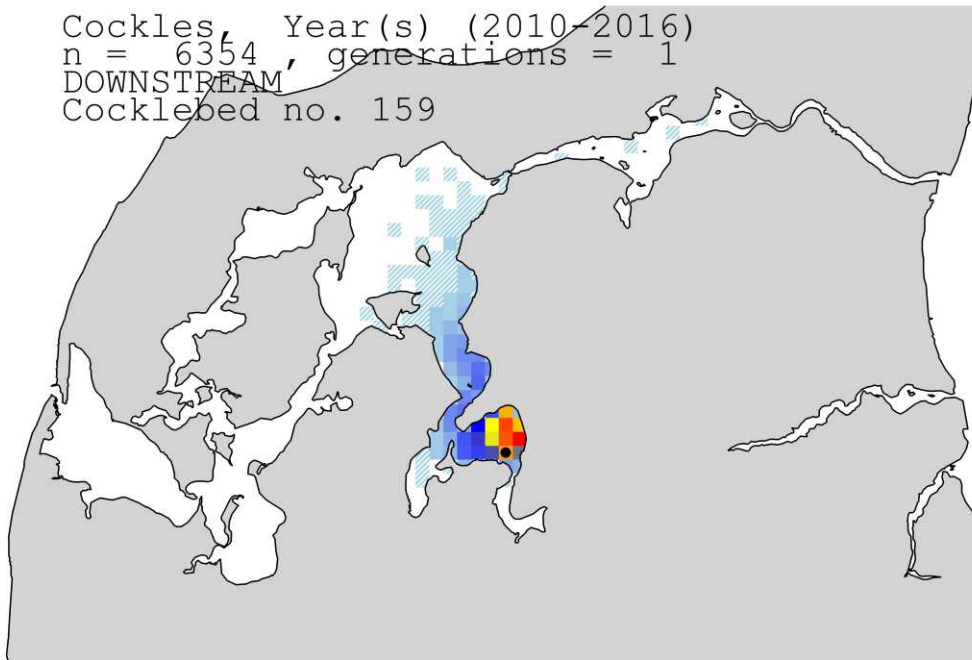 Cockles, Year(s) (2010-2016)
n = 6354 , generations = 1
DOWNSTREAM
Cocklebed no. 159